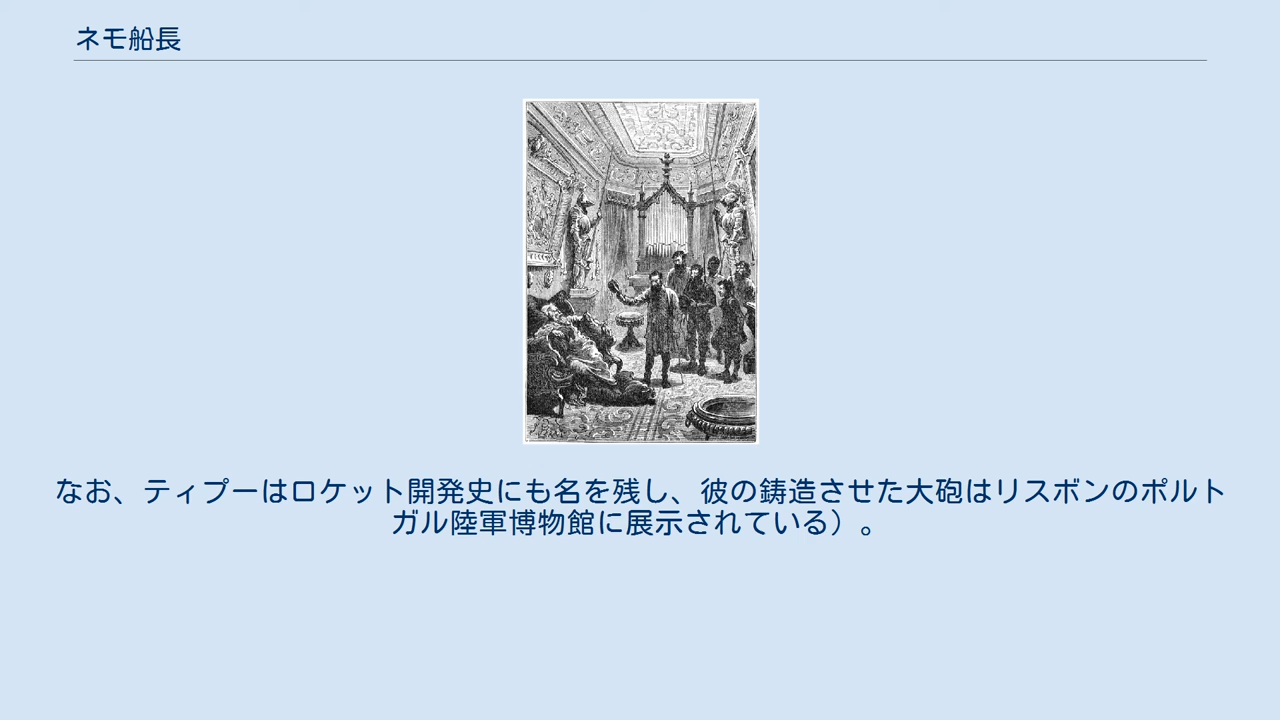 ネモ船長
なお、ティプーはロケット開発史にも名を残し、彼の鋳造させた大砲はリスボンのポルト
ガル陸軍博物館に展示されている）。